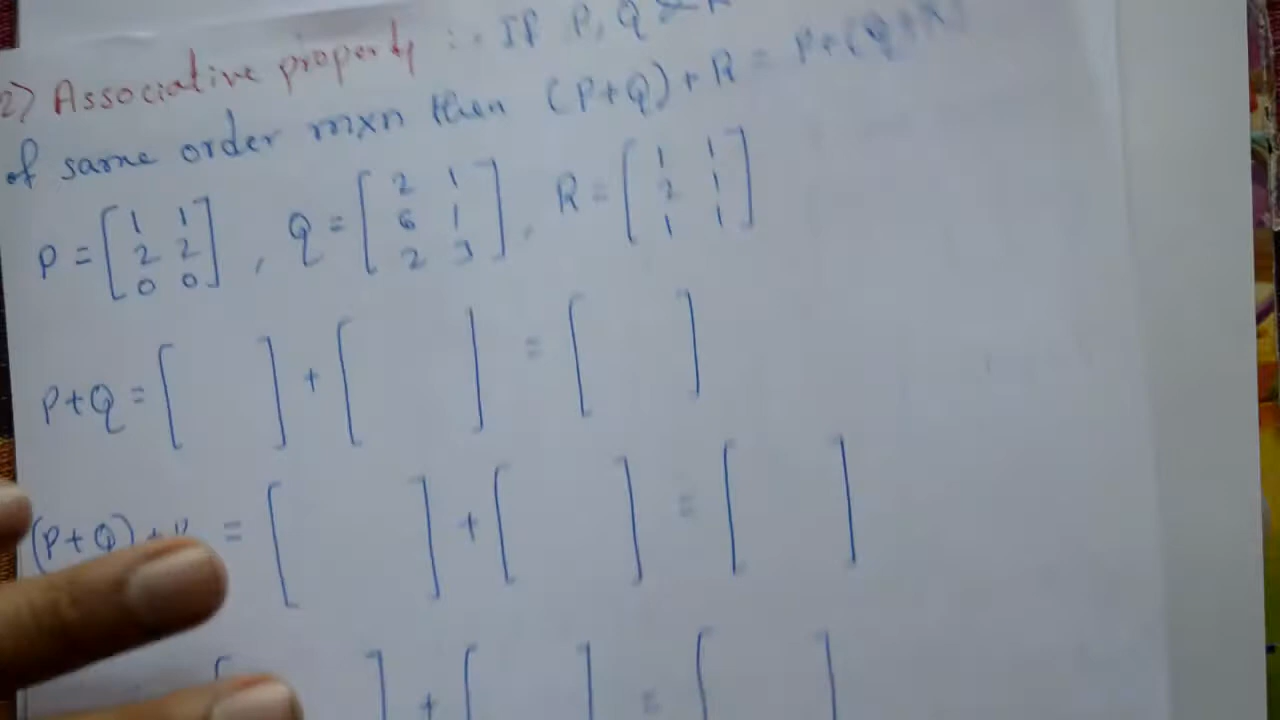 2) Associative property :- If P, Q & R
of same order mxn then (P+Q)+R = P+(Q+R)
P = [1 1 2 2 0 0], Q = [2 1 6 1 2 3], R = [1 1 2 1 1 1]
P+Q = [ ] + [ ] = [ ]
(P+Q)+ = [ ] + [ ] = [ ]
[ ] + [ ] = [ ]